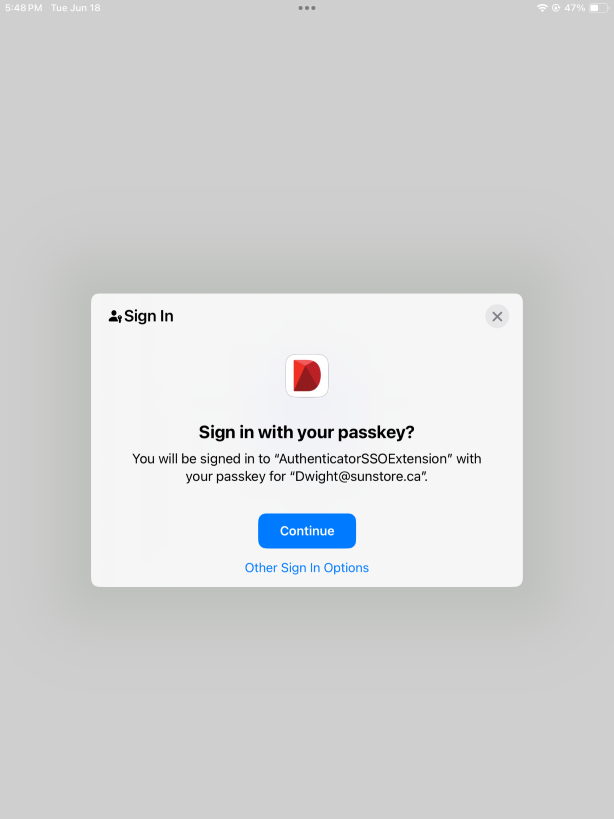 5:48 PM Tue Jun 18
47%
Sign In
Sign in with your passkey?
You will be signed in to “AuthenticatorSSOExtension” with
your passkey for “Dwight@sunstore.ca”.
Continue
Other Sign In Options